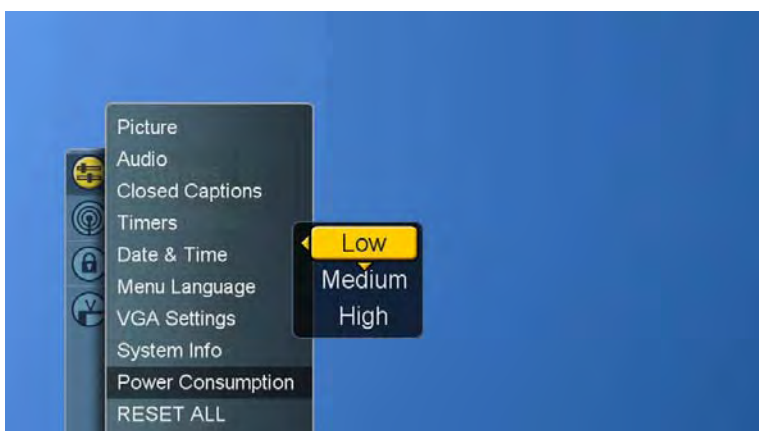 Picture
Audio
Closed Captions
Timers
Date & Time
Menu Language
VGA Settings
System Info
Power Consumption
RESET ALL
Low
Medium
High